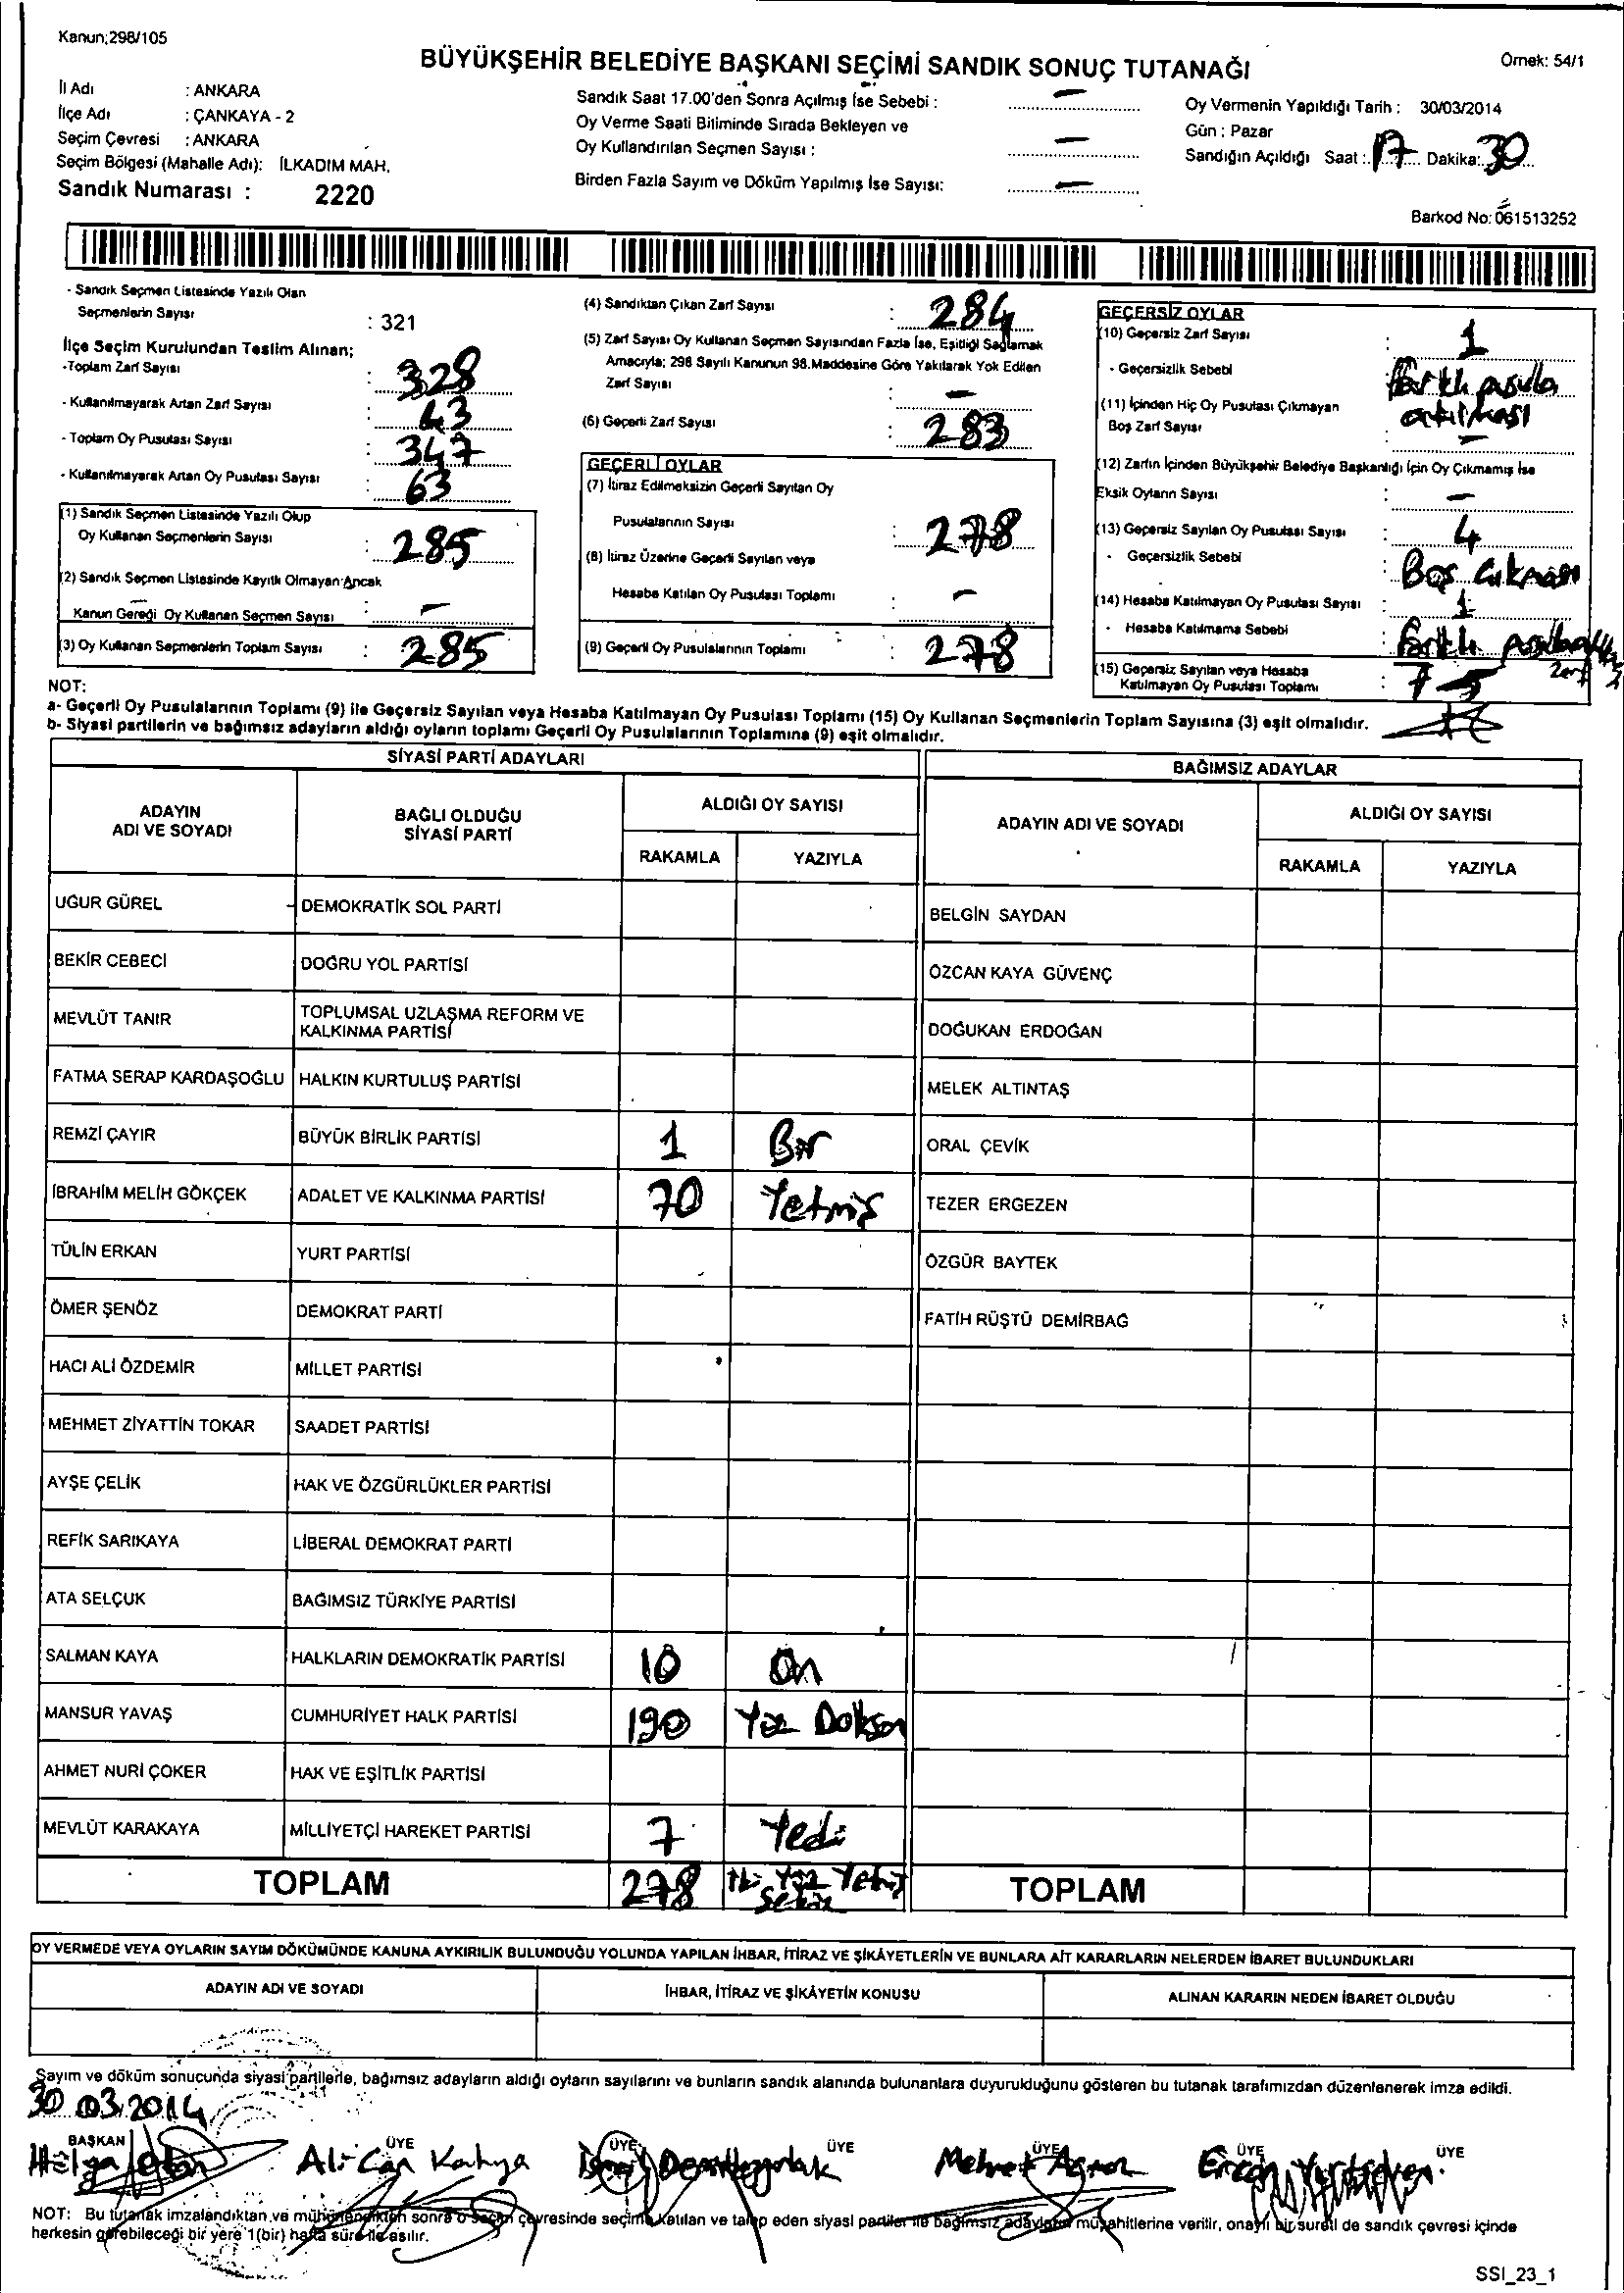 Kanun;298/105
BÜYÜKŞEHİR BELEDİYE BAŞKANI SEÇİMİ SANDIK SONUÇ TUTANAĞI
Örnek: 54/1
İl Adı : ANKARA
İlçe Adı : ÇANKAYA - 2
Seçim Çevresi : ANKARA
Seçim Bölgesi (Mahalle Adı): İLKADIM MAH.
Sandık Numarası : 2220
Sandık Saat 17.00'den Sonra Açılmış İse Sebebi : —
Oy Verme Saati Bitiminde Sırada Bekleyen ve
Oy Kullandırılan Seçmen Sayısı : —
Birden Fazla Sayım ve Döküm Yapılmış İse Sayısı: —
Oy Vermenin Yapıldığı Tarih : 30/03/2014
Gün : Pazar
Sandığın Açıldığı Saat : 17 Dakika: 30
Barkod No: 061513252
- Sandık Seçmen Listesinde Yazılı Olan
Seçmenlerin Sayısı : 321
İlçe Seçim Kurulundan Teslim Alınan;
-Toplam Zarf Sayısı : 328
- Kullanılmayarak Artan Zarf Sayısı : 43
- Toplam Oy Pusulası Sayısı : 347
- Kullanılmayarak Artan Oy Pusulası Sayısı : 63
(1) Sandık Seçmen Listesinde Yazılı Olup
Oy Kullanan Seçmenlerin Sayısı : 285
(2) Sandık Seçmen Listesinde Kayıtlı Olmayan Ancak
Kanun Gereği Oy Kullanan Seçmen Sayısı : —
(3) Oy Kullanan Seçmenlerin Toplam Sayısı : 285
(4) Sandıktan Çıkan Zarf Sayısı : 284
(5) Zarf Sayısı Oy Kullanan Seçmen Sayısından Fazla İse, Eşitliği Sağlamak
Amacıyla; 298 Sayılı Kanunun 98.Maddesine Göre Yakılarak Yok Edilen
Zarf Sayısı : —
(6) Geçerli Zarf Sayısı : 283
GEÇERLİ OYLAR
(7) İtiraz Edilmeksizin Geçerli Sayılan Oy
Pusulalarının Sayısı : 278
(8) İtiraz Üzerine Geçerli Sayılan veya
Hesaba Katılan Oy Pusulası Toplamı : —
(9) Geçerli Oy Pusulalarının Toplamı : 278
GEÇERSİZ OYLAR
(10) Geçersiz Zarf Sayısı : 1
- Geçersizlik Sebebi : farklı pusula
atılması
(11) İçinden Hiç Oy Pusulası Çıkmayan
Boş Zarf Sayısı : —
(12) Zarfın İçinden Büyükşehir Belediye Başkanlığı İçin Oy Çıkmamış İse
Eksik Oyların Sayısı : —
(13) Geçersiz Sayılan Oy Pusulası Sayısı : 4
- Geçersizlik Sebebi : Boş Çıkması
(14) Hesaba Katılmayan Oy Pusulası Sayısı : 1
- Hesaba Katılmama Sebebi : farklı
(15) Geçersiz Sayılan veya Hesaba
Katılmayan Oy Pusulası Toplamı : 7
NOT:
a- Geçerli Oy Pusulalarının Toplamı (9) ile Geçersiz Sayılan veya Hesaba Katılmayan Oy Pusulası Toplamı (15) Oy Kullanan Seçmenlerin Toplam Sayısına (3) eşit olmalıdır.
b- Siyasi partilerin ve bağımsız adayların aldığı oyların toplamı Geçerli Oy Pusulalarının Toplamına (9) eşit olmalıdır.
SİYASİ PARTİ ADAYLARI
ADAYIN ADI VE SOYADI BAĞLI OLDUĞU SİYASİ PARTİ ALDIĞI OY SAYISI
RAKAMLA YAZIYLA
UĞUR GÜREL DEMOKRATİK SOL PARTİ
BEKİR CEBECİ DOĞRU YOL PARTİSİ
MEVLÜT TANIR TOPLUMSAL UZLAŞMA REFORM VE KALKINMA PARTİSİ
FATMA SERAP KARDAŞOĞLU HALKIN KURTULUŞ PARTİSİ
REMZİ ÇAYIR BÜYÜK BİRLİK PARTİSİ 1 Bir
İBRAHİM MELİH GÖKÇEK ADALET VE KALKINMA PARTİSİ 70 Yetmiş
TÜLİN ERKAN YURT PARTİSİ
ÖMER ŞENÖZ DEMOKRAT PARTİ
HACI ALİ ÖZDEMİR MİLLET PARTİSİ
MEHMET ZİYATTİN TOKAR SAADET PARTİSİ
AYŞE ÇELİK HAK VE ÖZGÜRLÜKLER PARTİSİ
REFİK SARIKAYA LİBERAL DEMOKRAT PARTİ
ATA SELÇUK BAĞIMSIZ TÜRKİYE PARTİSİ
SALMAN KAYA HALKLARIN DEMOKRATİK PARTİSİ 10 On
MANSUR YAVAŞ CUMHURİYET HALK PARTİSİ 190 Yüz Doksan
AHMET NURİ ÇOKER HAK VE EŞİTLİK PARTİSİ
MEVLÜT KARAKAYA MİLLİYETÇİ HAREKET PARTİSİ 7 Yedi
TOPLAM 278 İki Yüz Yetmiş Sekiz
BAĞIMSIZ ADAYLAR
ADAYIN ADI VE SOYADI ALDIĞI OY SAYISI
RAKAMLA YAZIYLA
BELGİN SAYDAN
ÖZCAN KAYA GÜVENÇ
DOĞUKAN ERDOĞAN
MELEK ALTINTAŞ
ORAL ÇEVİK
TEZER ERGEZEN
ÖZGÜR BAYTEK
FATİH RÜŞTÜ DEMİRBAĞ
TOPLAM
OY VERMEDE VEYA OYLARIN SAYIM DÖKÜMÜNDE KANUNA AYKIRILIK BULUNDUĞU YOLUNDA YAPILAN İHBAR, İTİRAZ VE ŞİKÂYETLERİN VE BUNLARA AİT KARARLARIN NELERDEN İBARET BULUNDUKLARI
ADAYIN ADI VE SOYADI İHBAR, İTİRAZ VE ŞİKÂYETİN KONUSU ALINAN KARARIN NEDEN İBARET OLDUĞU
Sayım ve döküm sonucunda siyasi partilerle, bağımsız adayların aldığı oyların sayılarını ve bunların sandık alanında bulunanlara duyurukduğunu gösteren bu tutanak tarafımızdan düzenlenerek imza edildi.
30.03.2014
BAŞKAN ÜYE ÜYE ÜYE ÜYE ÜYE ÜYE
Ali Can Kahya
NOT: Bu tutanak imzalandıktan ve mühürlendikten sonra o seçim çevresinde seçime katılan ve talep eden siyasi partiler ile bağımsız adayların müşahitlerine verilir, onaylı bir sureti de sandık çevresi içinde
herkesin görebileceği bir yere 1(bir) hafta süre ile asılır.
SSI_23_1